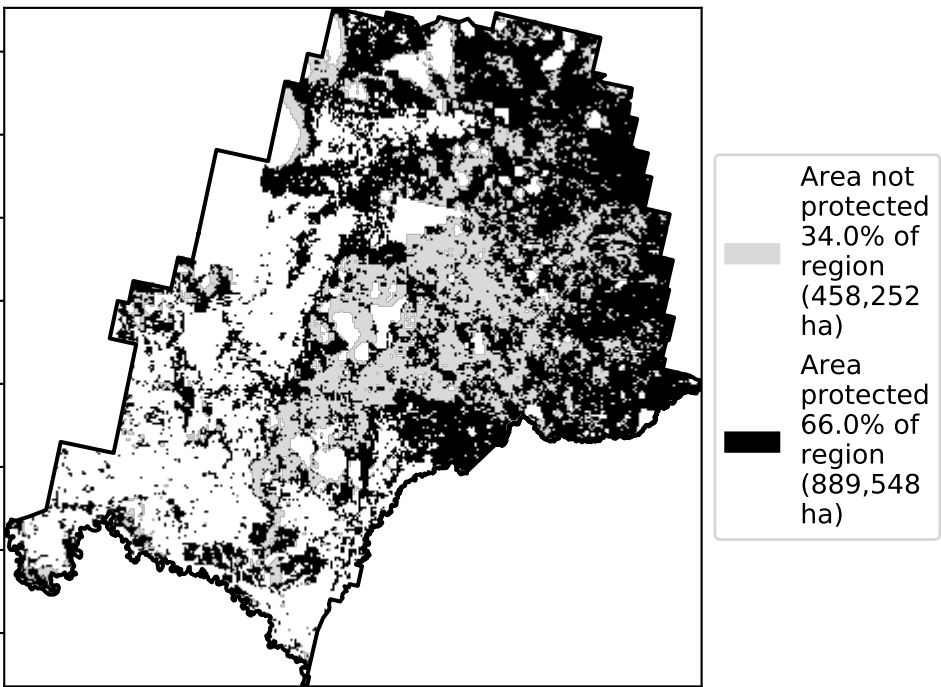 Area not
protected
34.0% of
region
(458,252
ha)
Area
protected
66.0% of
region
(889,548
ha)